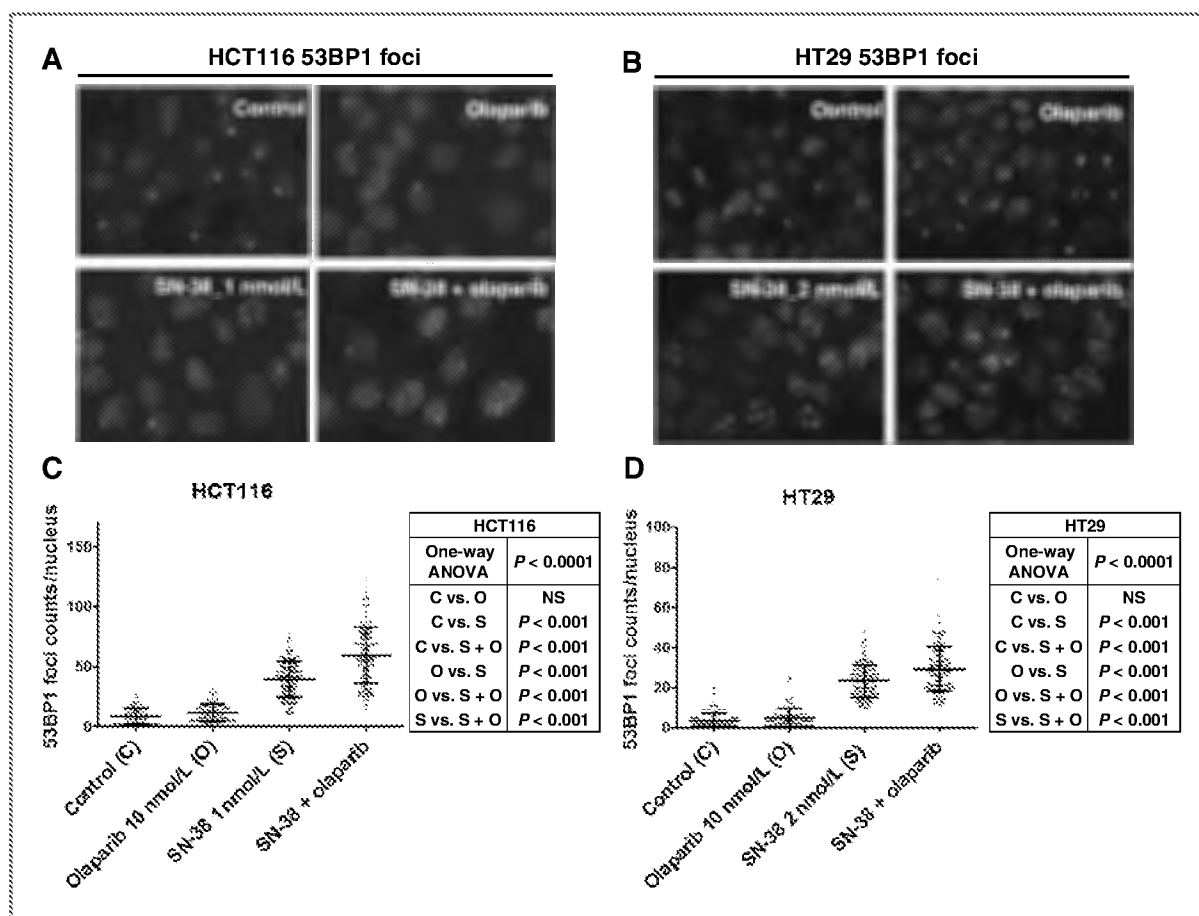 A
HCT116 53BP1 foci
Control
Olaparib
SN-38_1 nmol/L
SN-38 + olaparib
B
HT29 53BP1 foci
Control
Olaparib
SN-38_2 nmol/L
SN-38 + olaparib
C
HCT116
53BP1 foci counts/nucleus
150
100
50
0
Control (C)
Olaparib 10 nmol/L (O)
SN-38 1 nmol/L (S)
SN-38 + olaparib
HCT116
One-way ANOVA P < 0.0001
C vs. O NS
C vs. S P < 0.001
C vs. S + O P < 0.001
O vs. S P < 0.001
O vs. S + O P < 0.001
S vs. S + O P < 0.001
D
HT29
53BP1 foci counts/nucleus
100
80
60
40
20
0
Control (C)
Olaparib 10 nmol/L (O)
SN-38 2 nmol/L (S)
SN-38 + olaparib
HT29
One-way ANOVA P < 0.0001
C vs. O NS
C vs. S P < 0.001
C vs. S + O P < 0.001
O vs. S P < 0.001
O vs. S + O P < 0.001
S vs. S + O P < 0.001